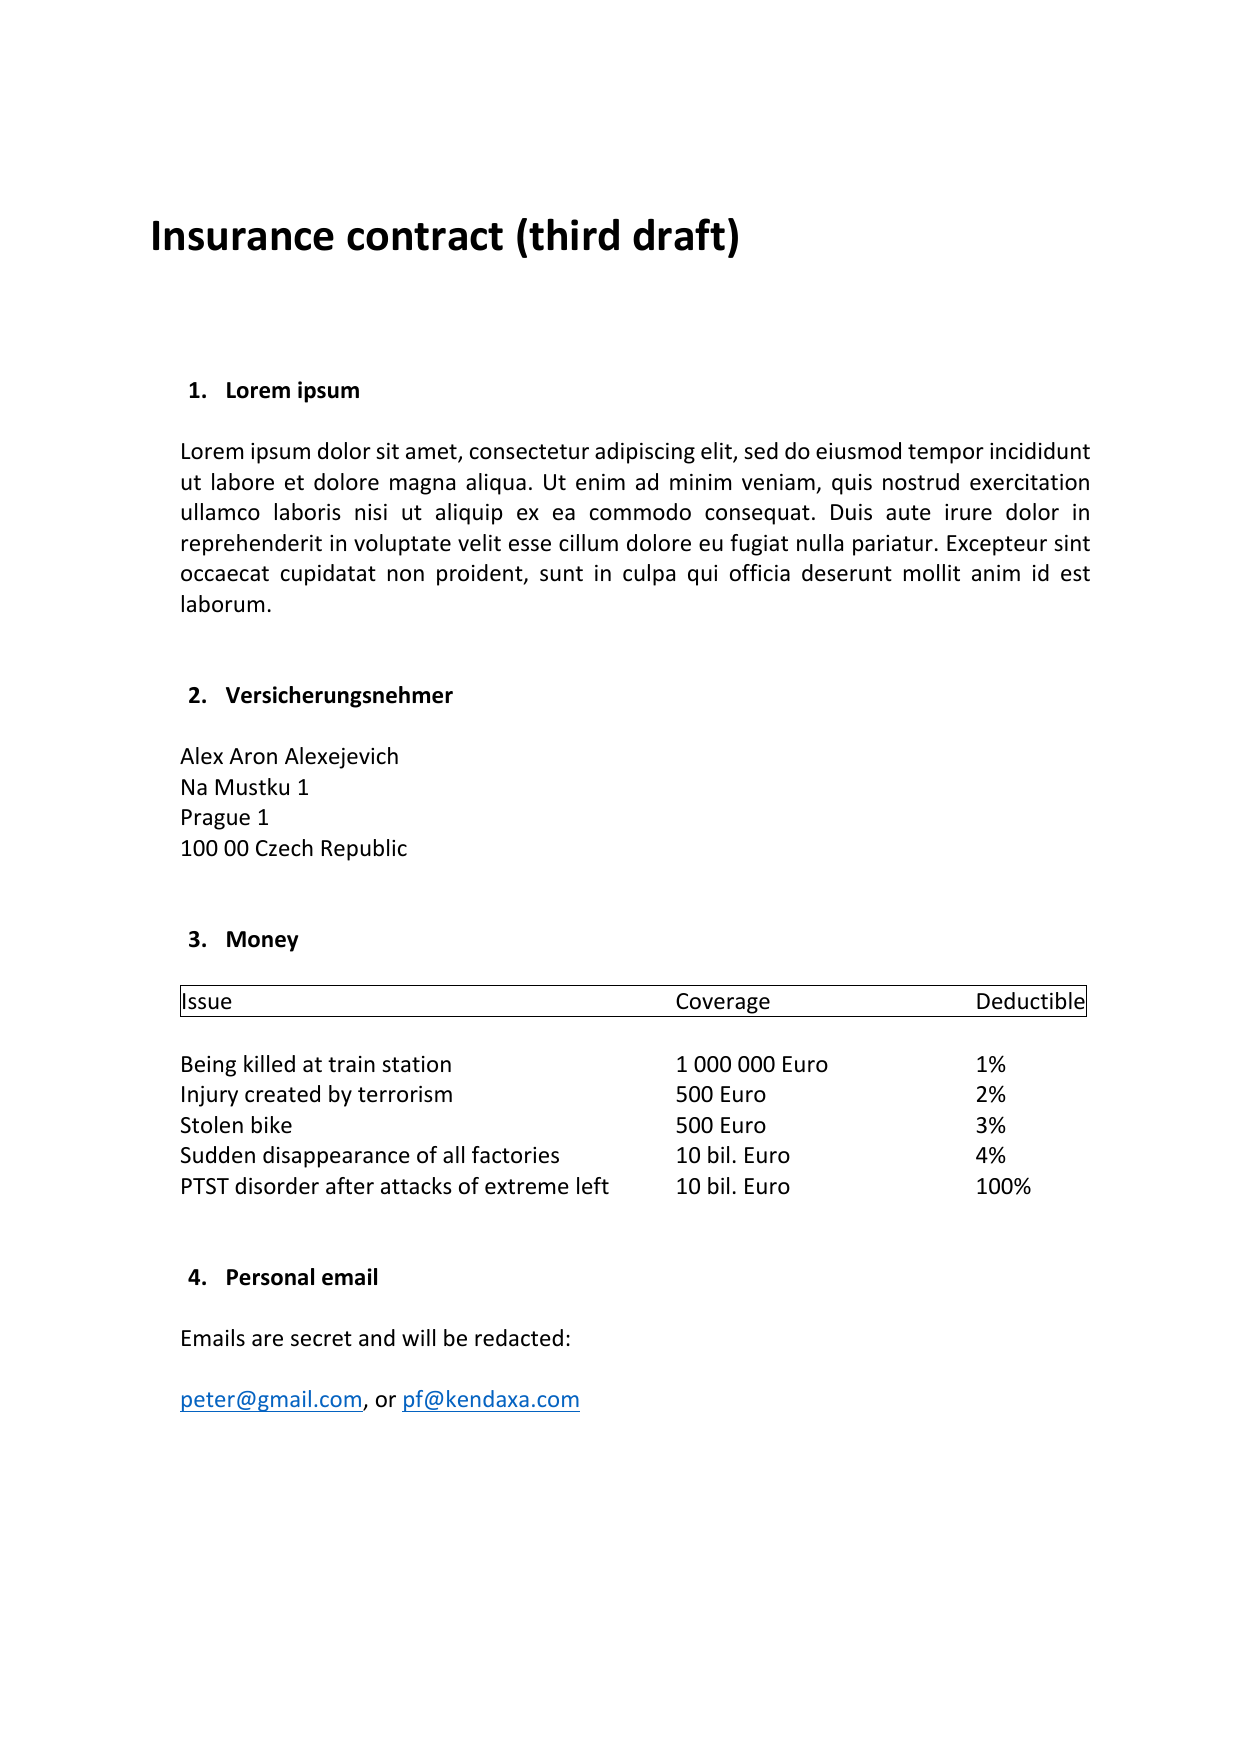 Insurance contract (third draft)
1. Lorem ipsum
Lorem ipsum dolor sit amet, consectetur adipiscing elit, sed do eiusmod tempor incididunt
ut labore et dolore magna aliqua. Ut enim ad minim veniam, quis nostrud exercitation
ullamco laboris nisi ut aliquip ex ea commodo consequat. Duis aute irure dolor in
reprehenderit in voluptate velit esse cillum dolore eu fugiat nulla pariatur. Excepteur sint
occaecat cupidatat non proident, sunt in culpa qui officia deserunt mollit anim id est
laborum.
2. Versicherungsnehmer
Alex Aron Alexejevich
Na Mustku 1
Prague 1
100 00 Czech Republic
3. Money
Issue Coverage Deductible
Being killed at train station 1 000 000 Euro 1%
Injury created by terrorism 500 Euro 2%
Stolen bike 500 Euro 3%
Sudden disappearance of all factories 10 bil. Euro 4%
PTST disorder after attacks of extreme left 10 bil. Euro 100%
4. Personal email
Emails are secret and will be redacted:
peter@gmail.com, or pf@kendaxa.com